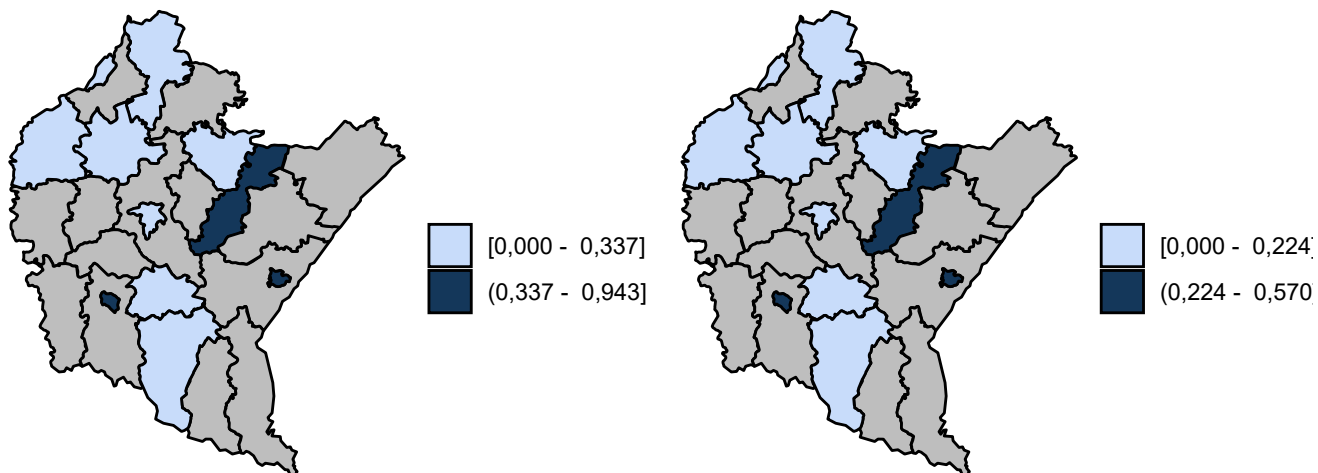 [0,000 - 0,337]
(0,337 - 0,943]
[0,000 - 0,224]
(0,224 - 0,570